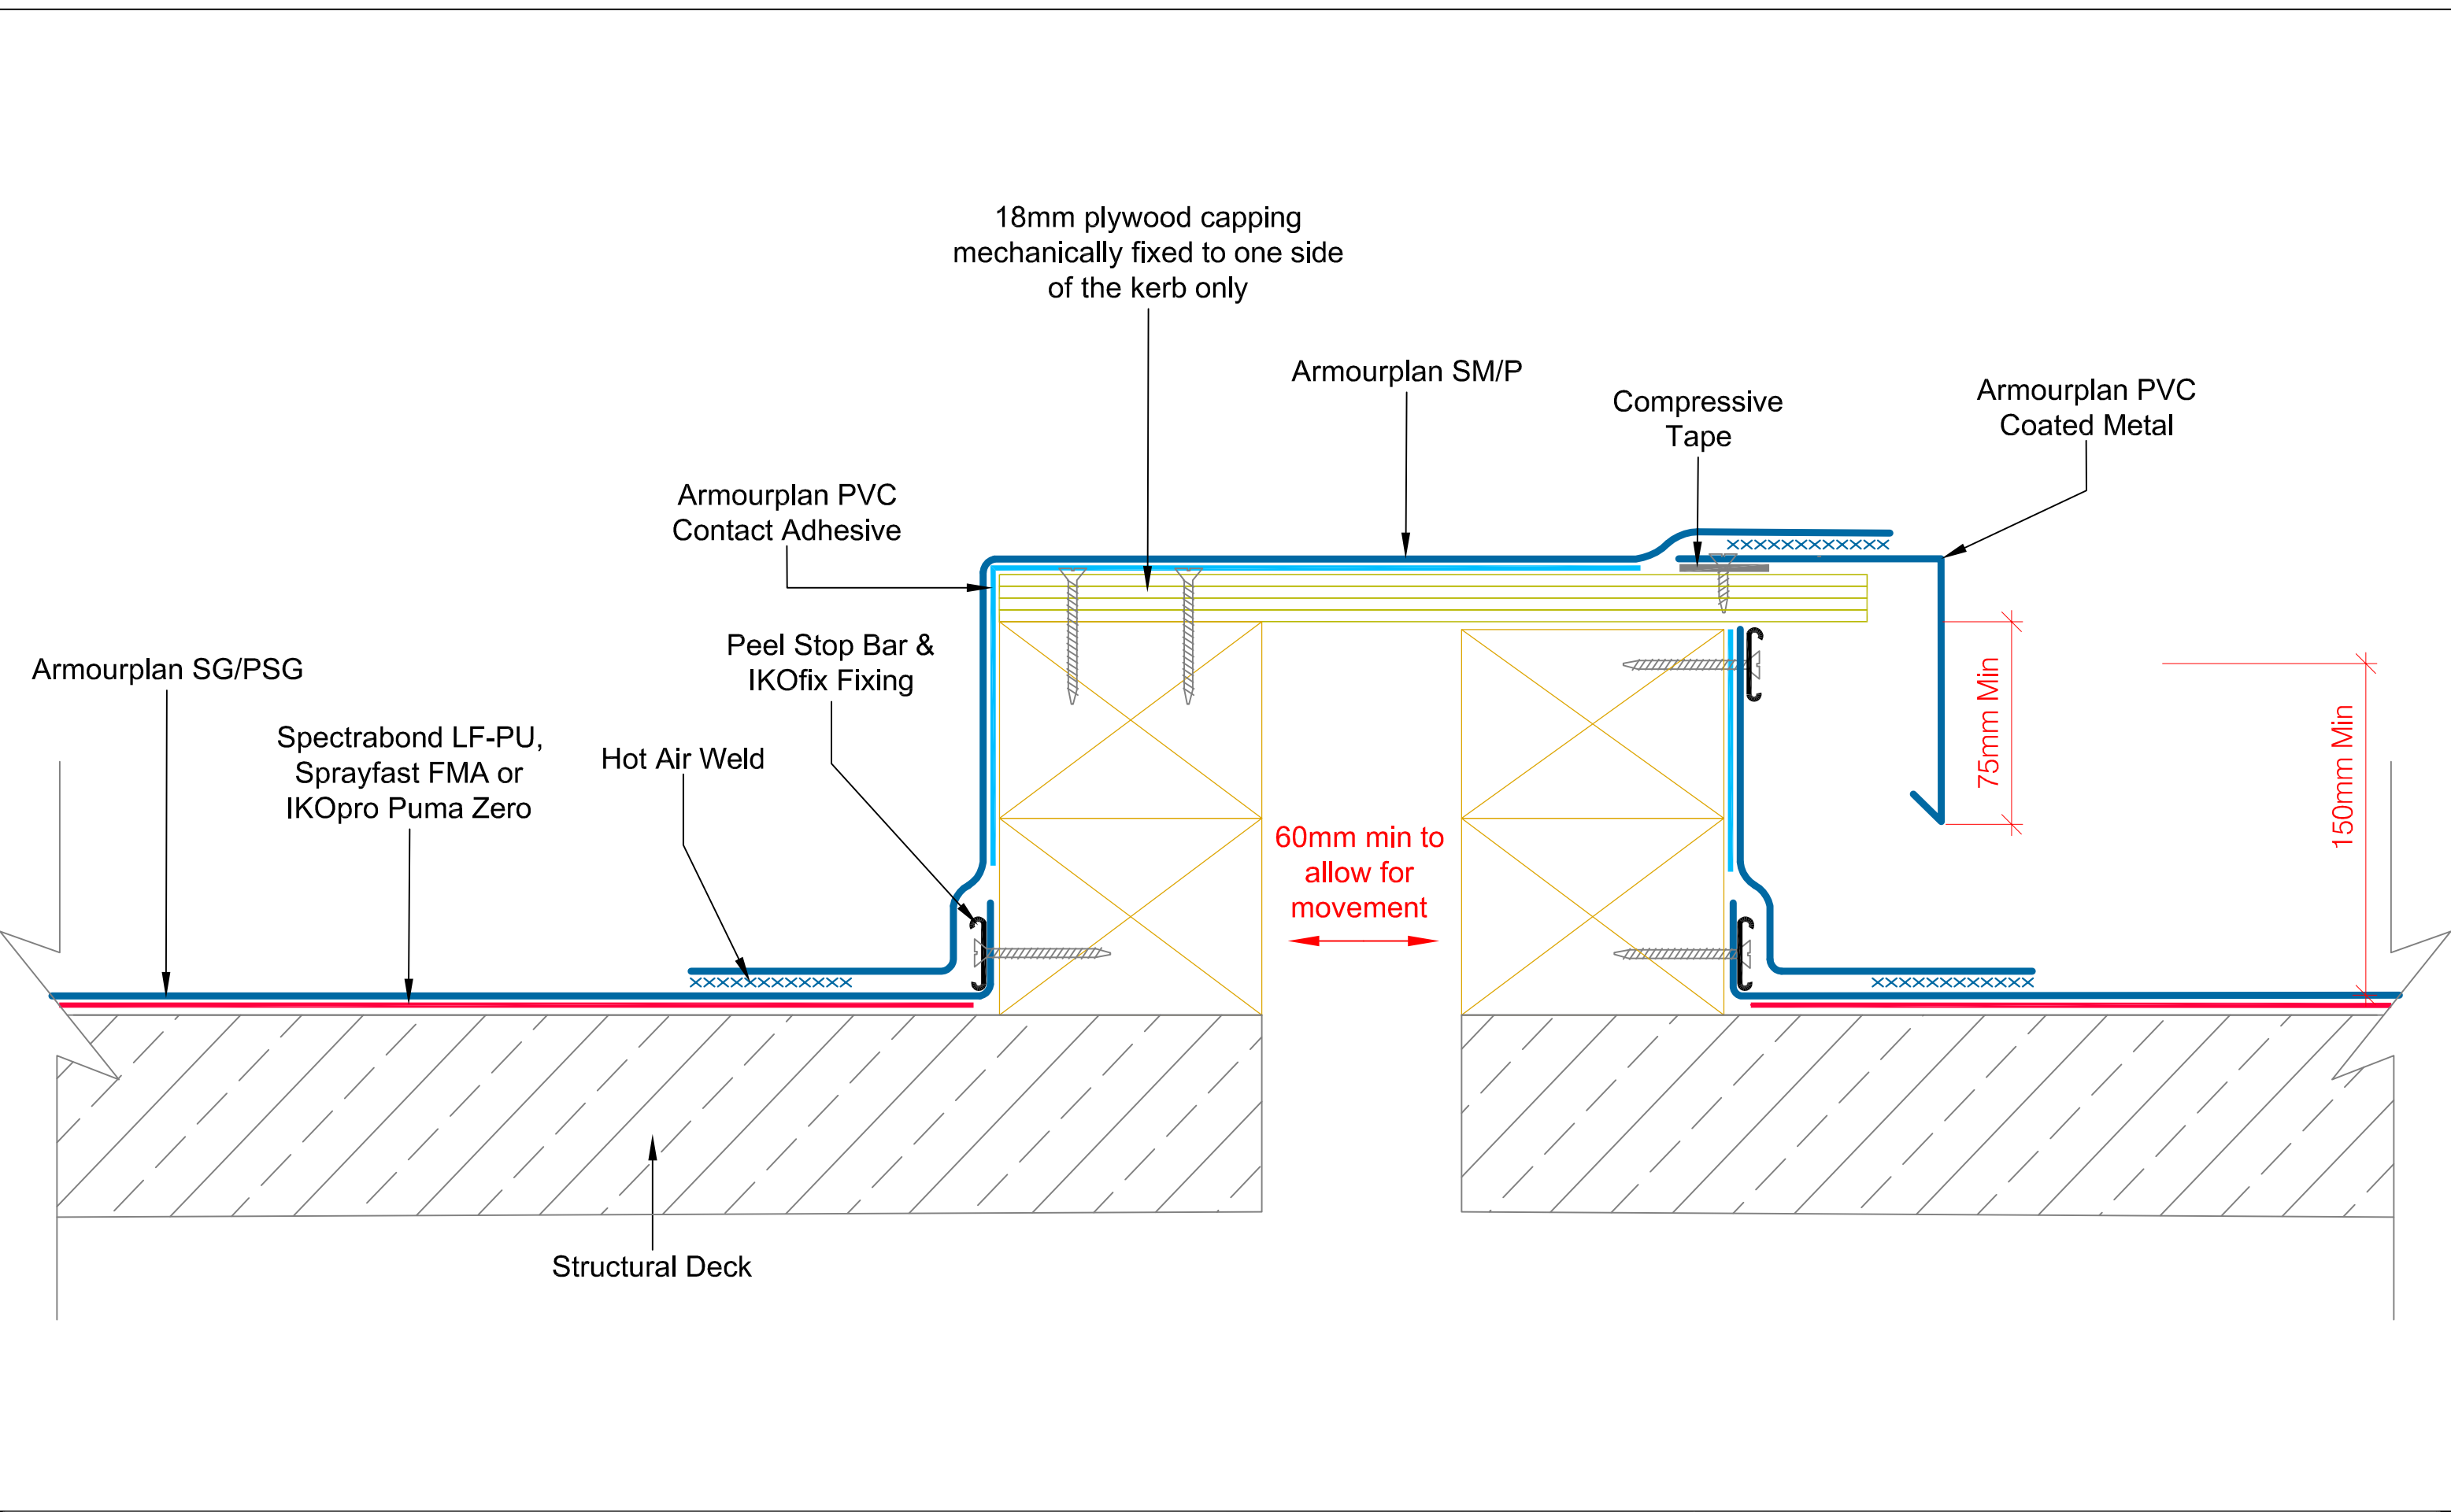 18mm plywood capping
mechanically fixed to one side
of the kerb only
Armourplan SM/P
Compressive
Tape
Armourplan PVC
Coated Metal
Armourplan PVC
Contact Adhesive
Peel Stop Bar &
IKOfix Fixing
Armourplan SG/PSG
Spectrabond LF-PU,
Sprayfast FMA or
IKOpro Puma Zero
Hot Air Weld
60mm min to
allow for
movement
75mm Min
150mm Min
Structural Deck